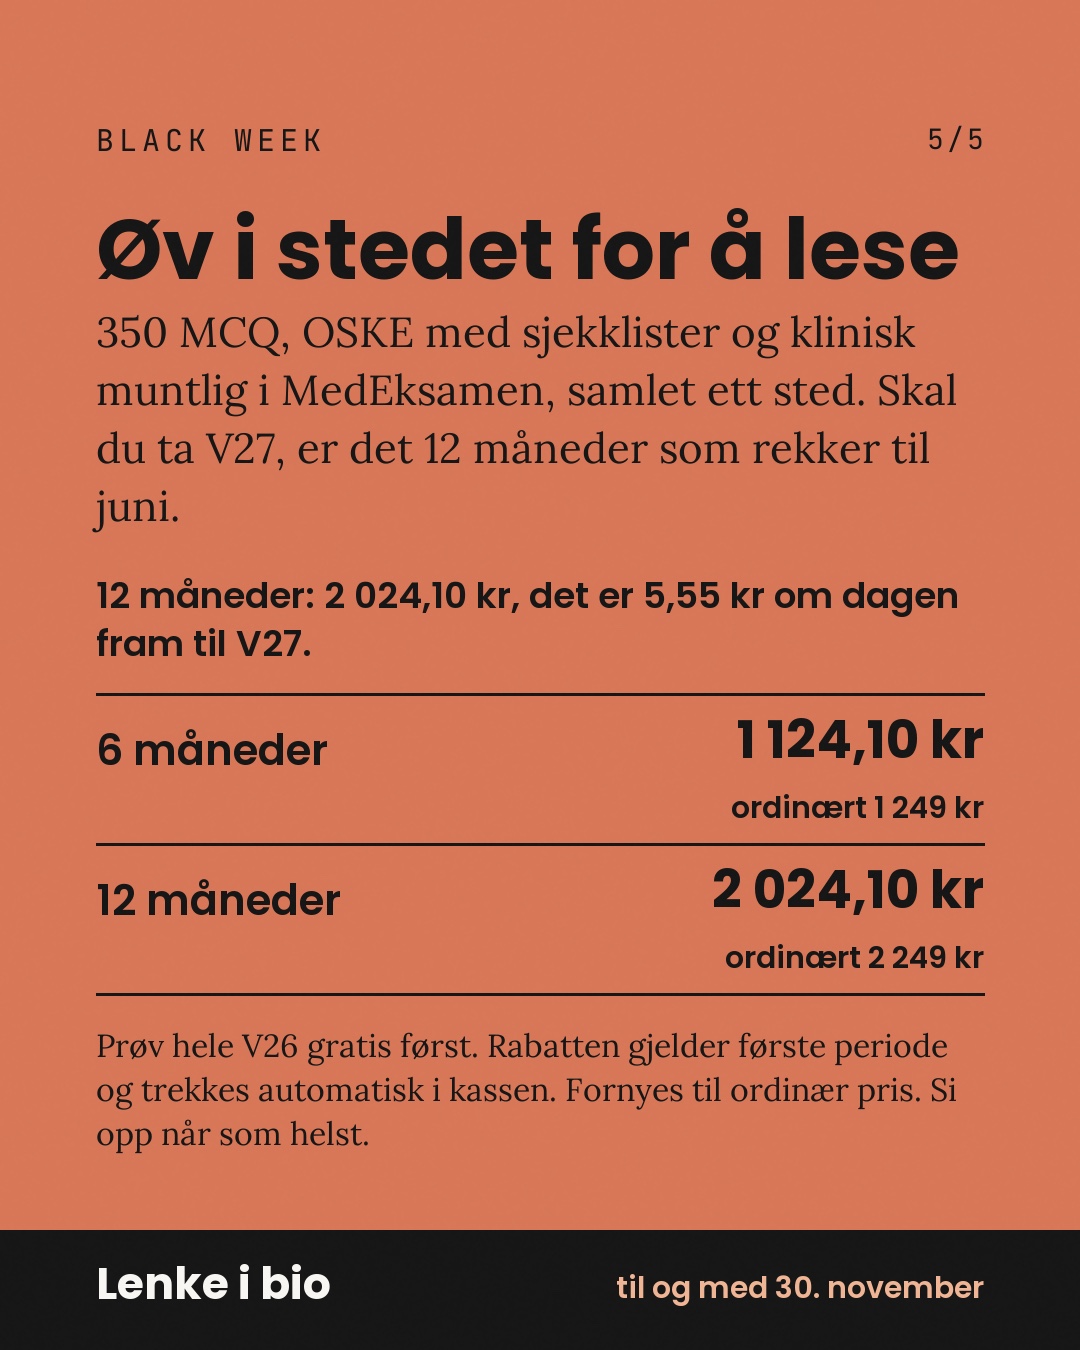 BLACK WEEK
5/5
Øv i stedet for å lese
350 MCQ, OSKE med sjekklister og klinisk
muntlig i MedEksamen, samlet ett sted. Skal
du ta V27, er det 12 måneder som rekker til
juni.
12 måneder: 2 024,10 kr, det er 5,55 kr om dagen
fram til V27.
6 måneder
1 124,10 kr
ordinært 1 249 kr
12 måneder
2 024,10 kr
ordinært 2 249 kr
Prøv hele V26 gratis først. Rabatten gjelder første periode
og trekkes automatisk i kassen. Fornyes til ordinær pris. Si
opp når som helst.
Lenke i bio
til og med 30. november